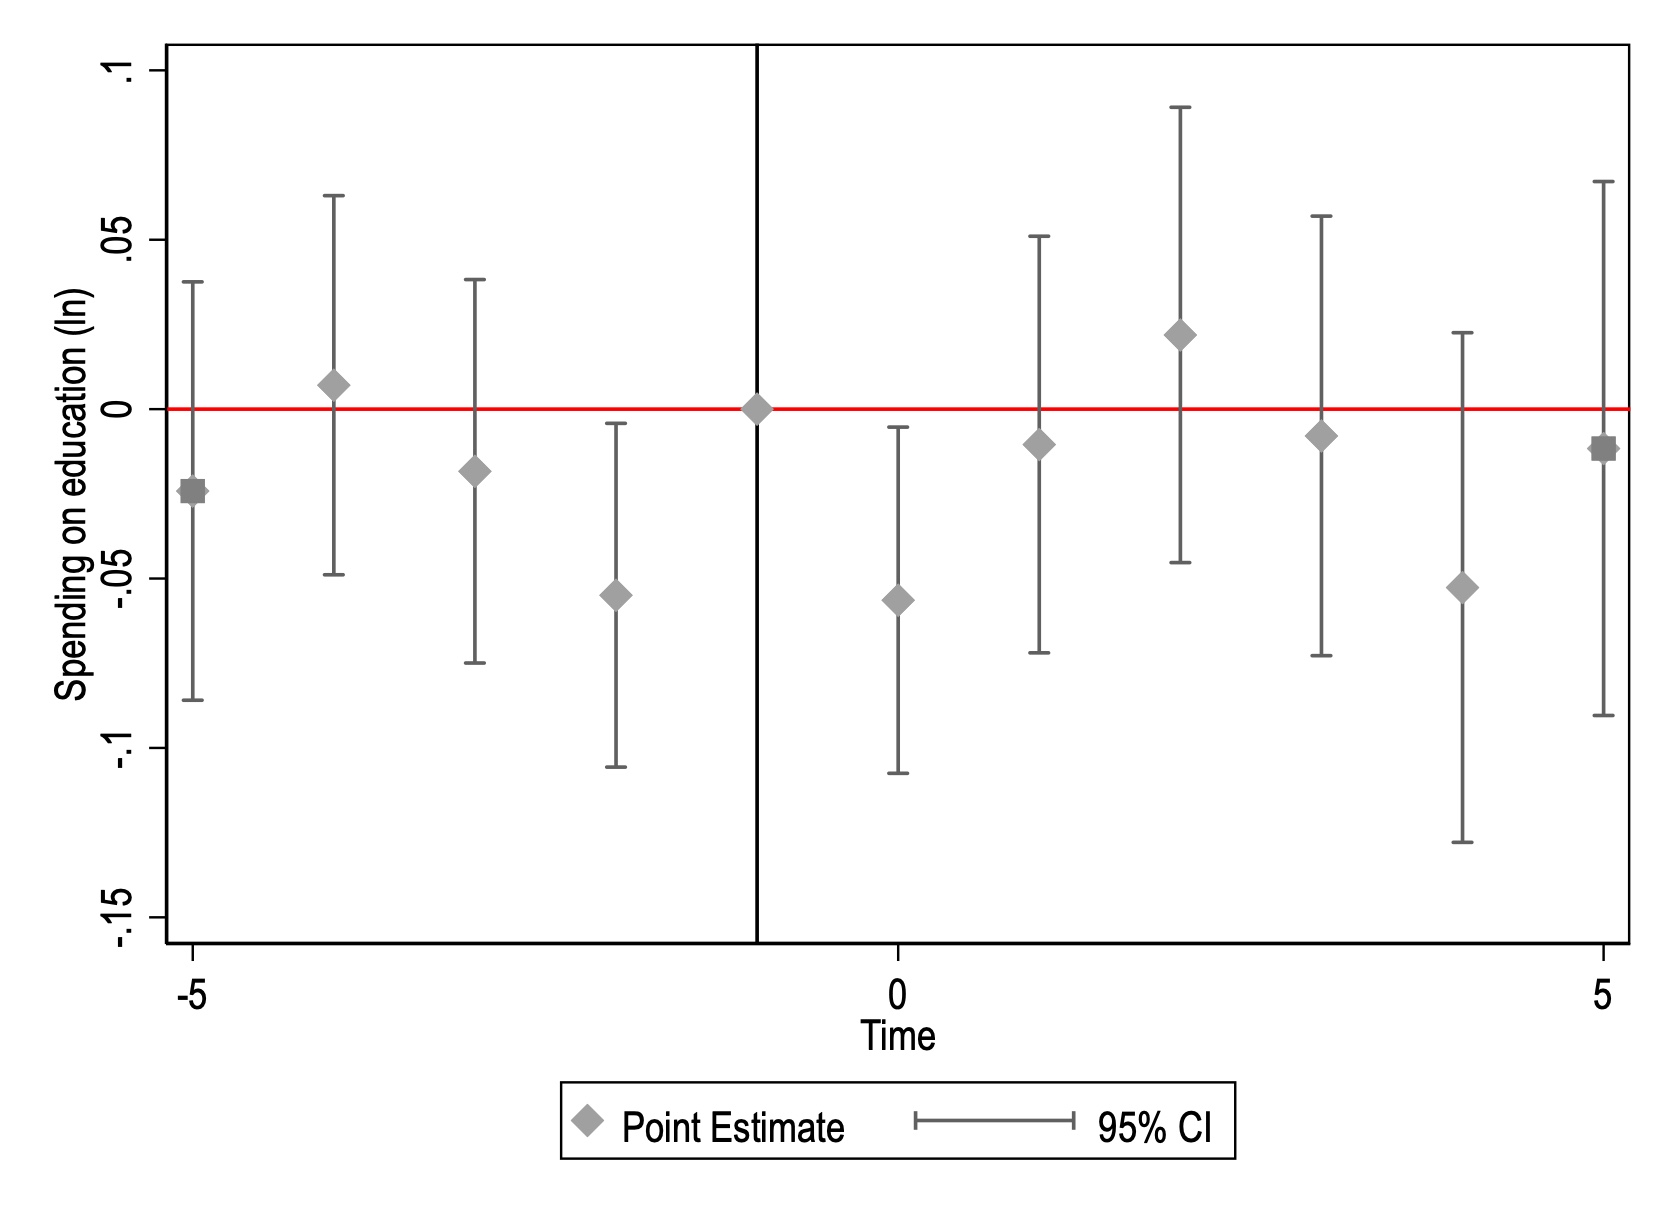 Spending on education (ln)
.1
.05
0
-.05
-.1
-.15
-5
0
5
Time
Point Estimate
95% CI